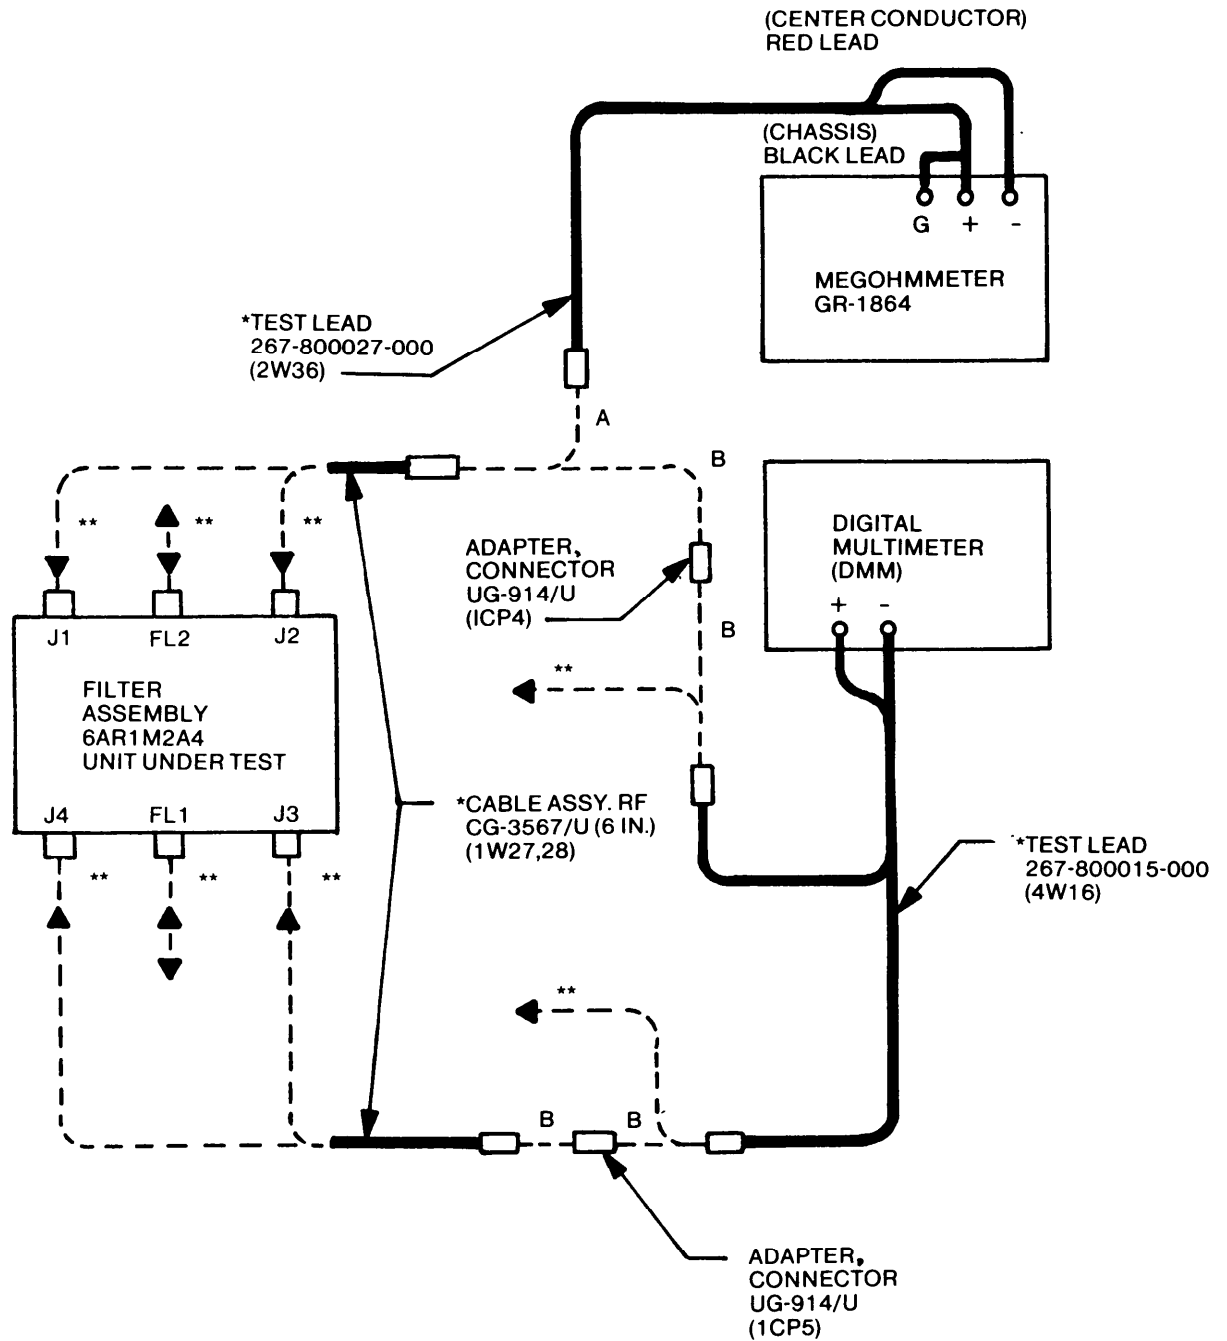 (CENTER CONDUCTOR)
RED LEAD
(CHASSIS)
BLACK LEAD
G + -
MEGOHMMETER
GR-1864
*TEST LEAD
267-800027-000
(2W36)
A
B
** ** **
ADAPTER,
CONNECTOR
UG-914/U
(ICP4)
B
DIGITAL
MULTIMETER
(DMM)
+ -
J1 FL2 J2
**
FILTER
ASSEMBLY
6AR1M2A4
UNIT UNDER TEST
J4 FL1 J3
*CABLE ASSY. RF
CG-3567/U (6 IN.)
(1W27,28)
*TEST LEAD
267-800015-000
(4W16)
** ** **
**
B B
ADAPTER,
CONNECTOR
UG-914/U
(1CP5)